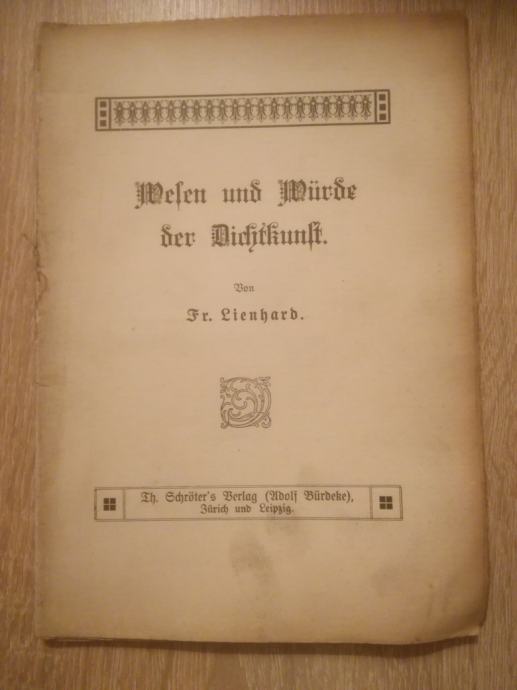 Wesen und Würde
der Dichtkunst.
Von
Fr. Lienhard.
Th. Schröter's Verlag (Adolf Bürdeke),
Zürich und Leipzig.